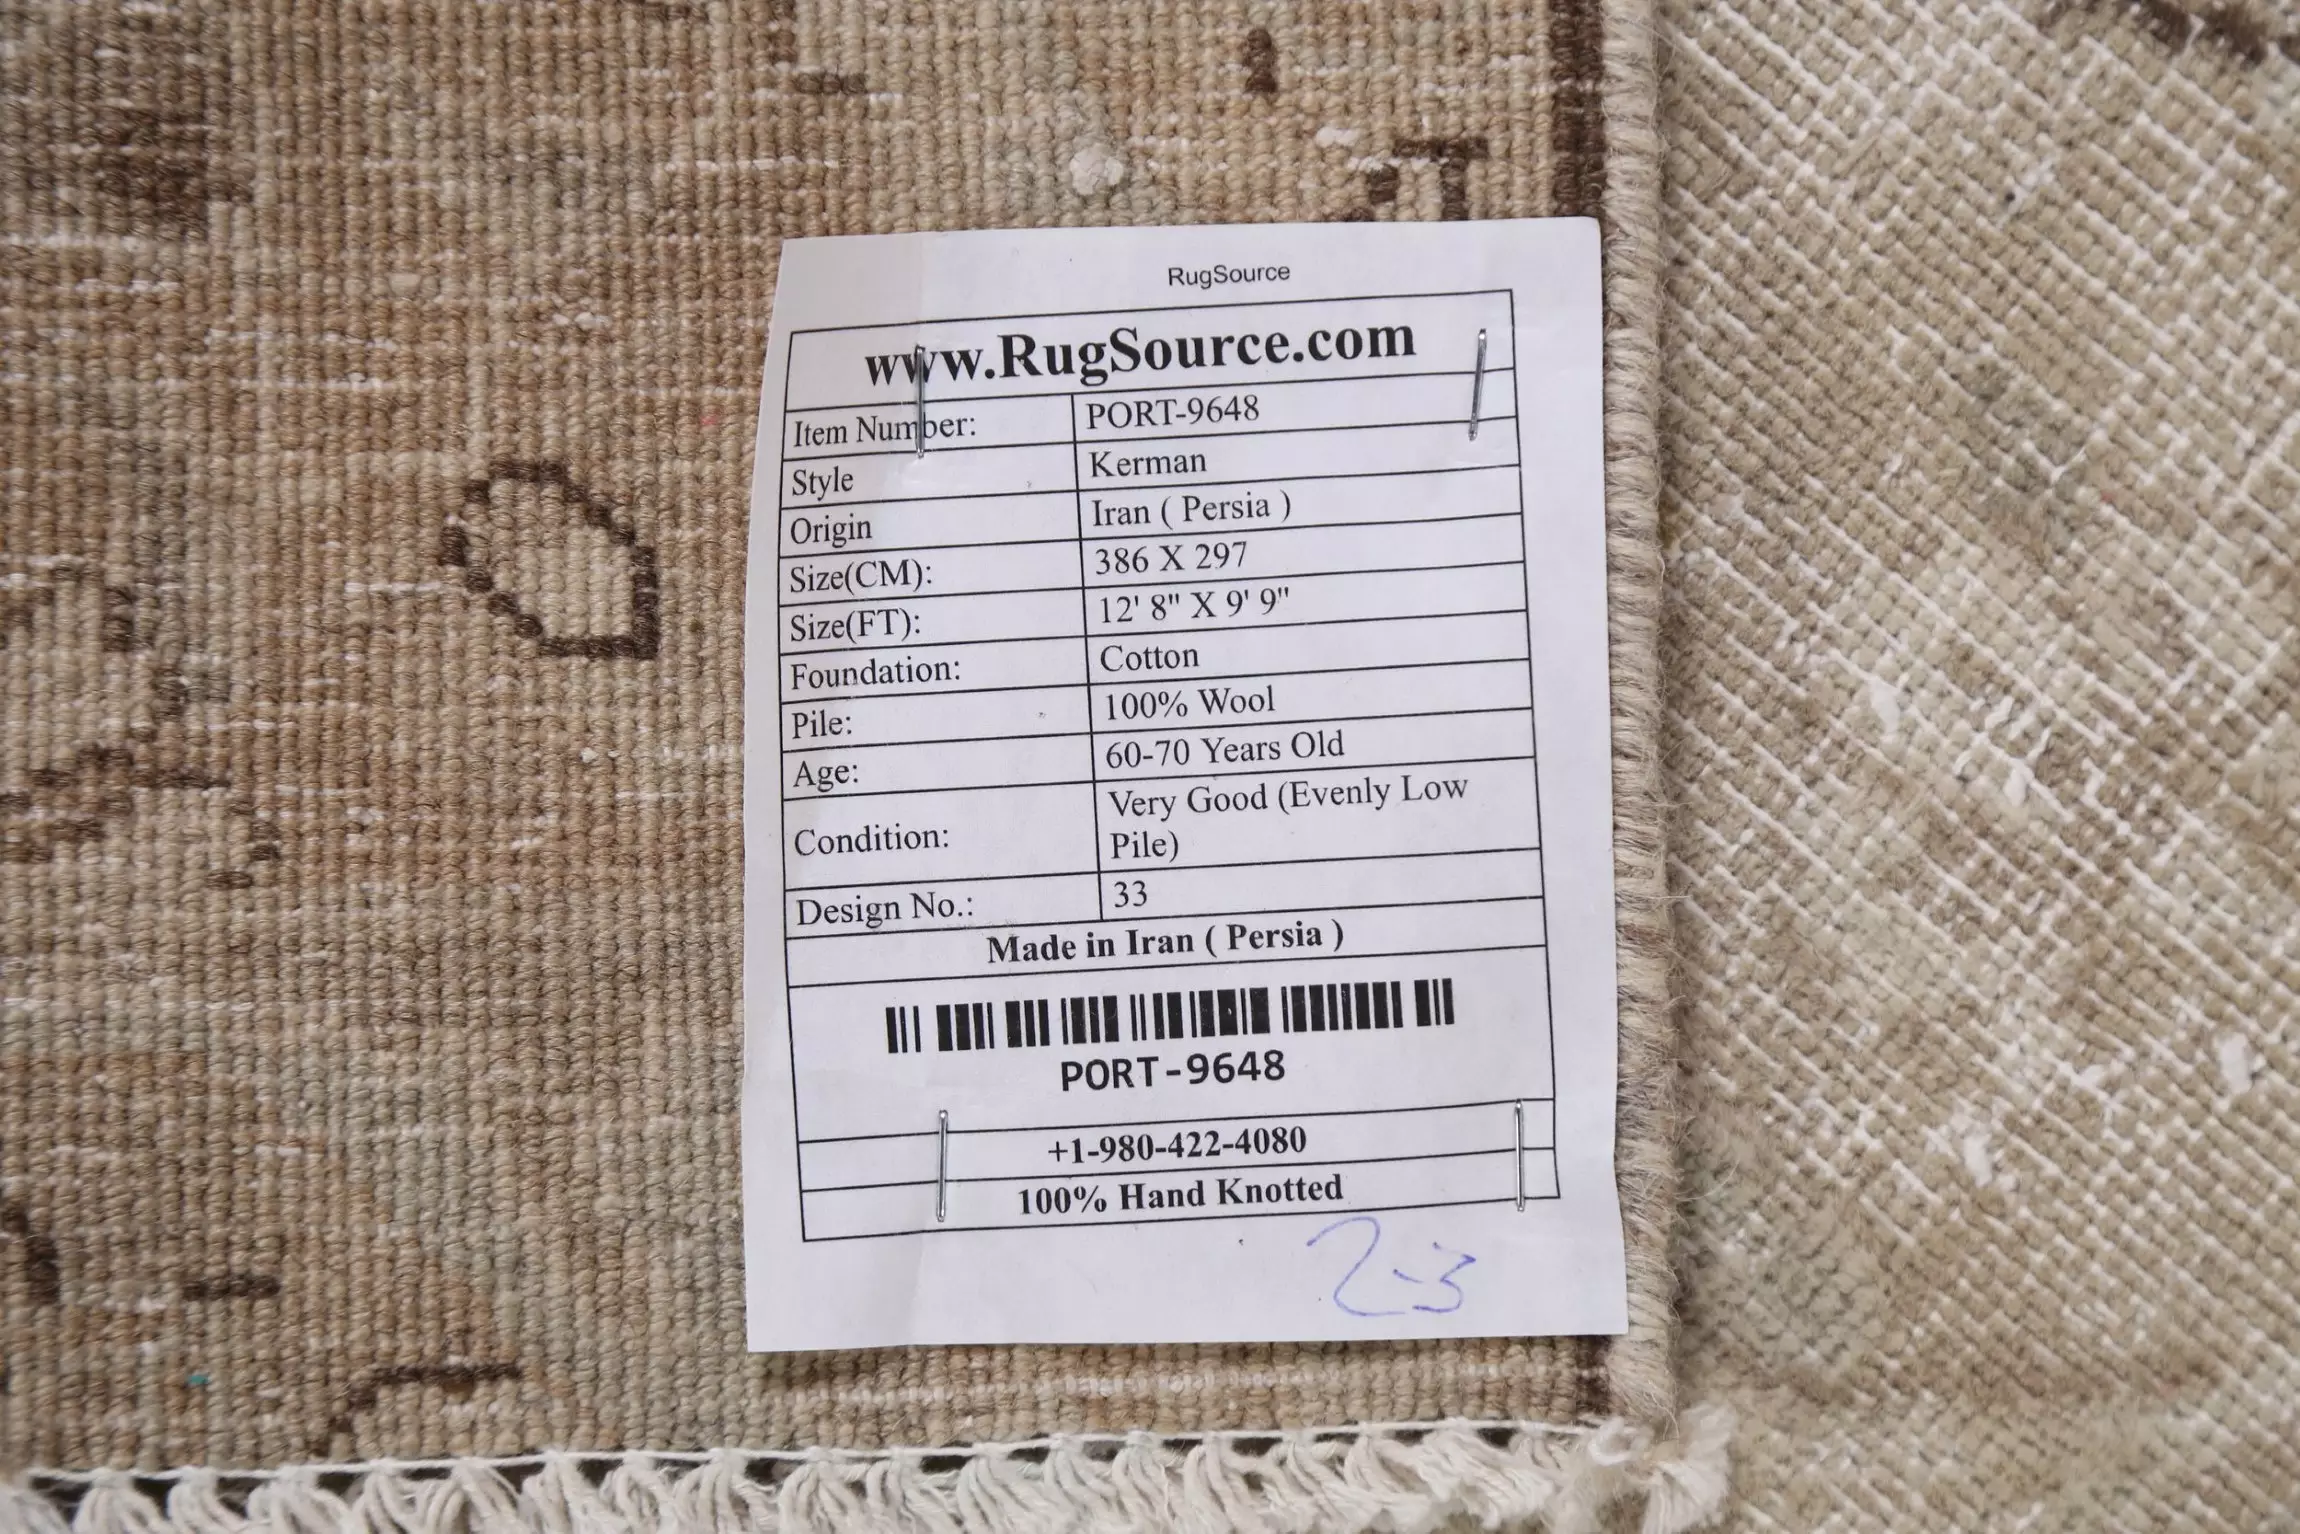 RugSource
www.RugSource.com
Item Number: PORT-9648
Style Kerman
Origin Iran ( Persia )
Size(CM): 386 X 297
Size(FT): 12' 8" X 9' 9"
Foundation: Cotton
Pile: 100% Wool
Age: 60-70 Years Old
Condition: Very Good (Evenly Low
Pile)
Design No.: 33
Made in Iran ( Persia )
PORT-9648
+1-980-422-4080
100% Hand Knotted
2-3